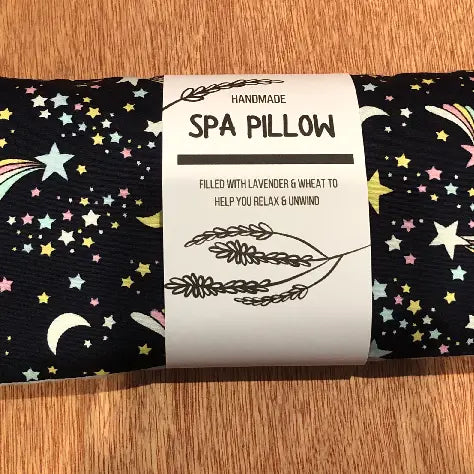 HANDMADE
SPA PILLOW
FILLED WITH LAVENDER & WHEAT TO
HELP YOU RELAX & UNWIND